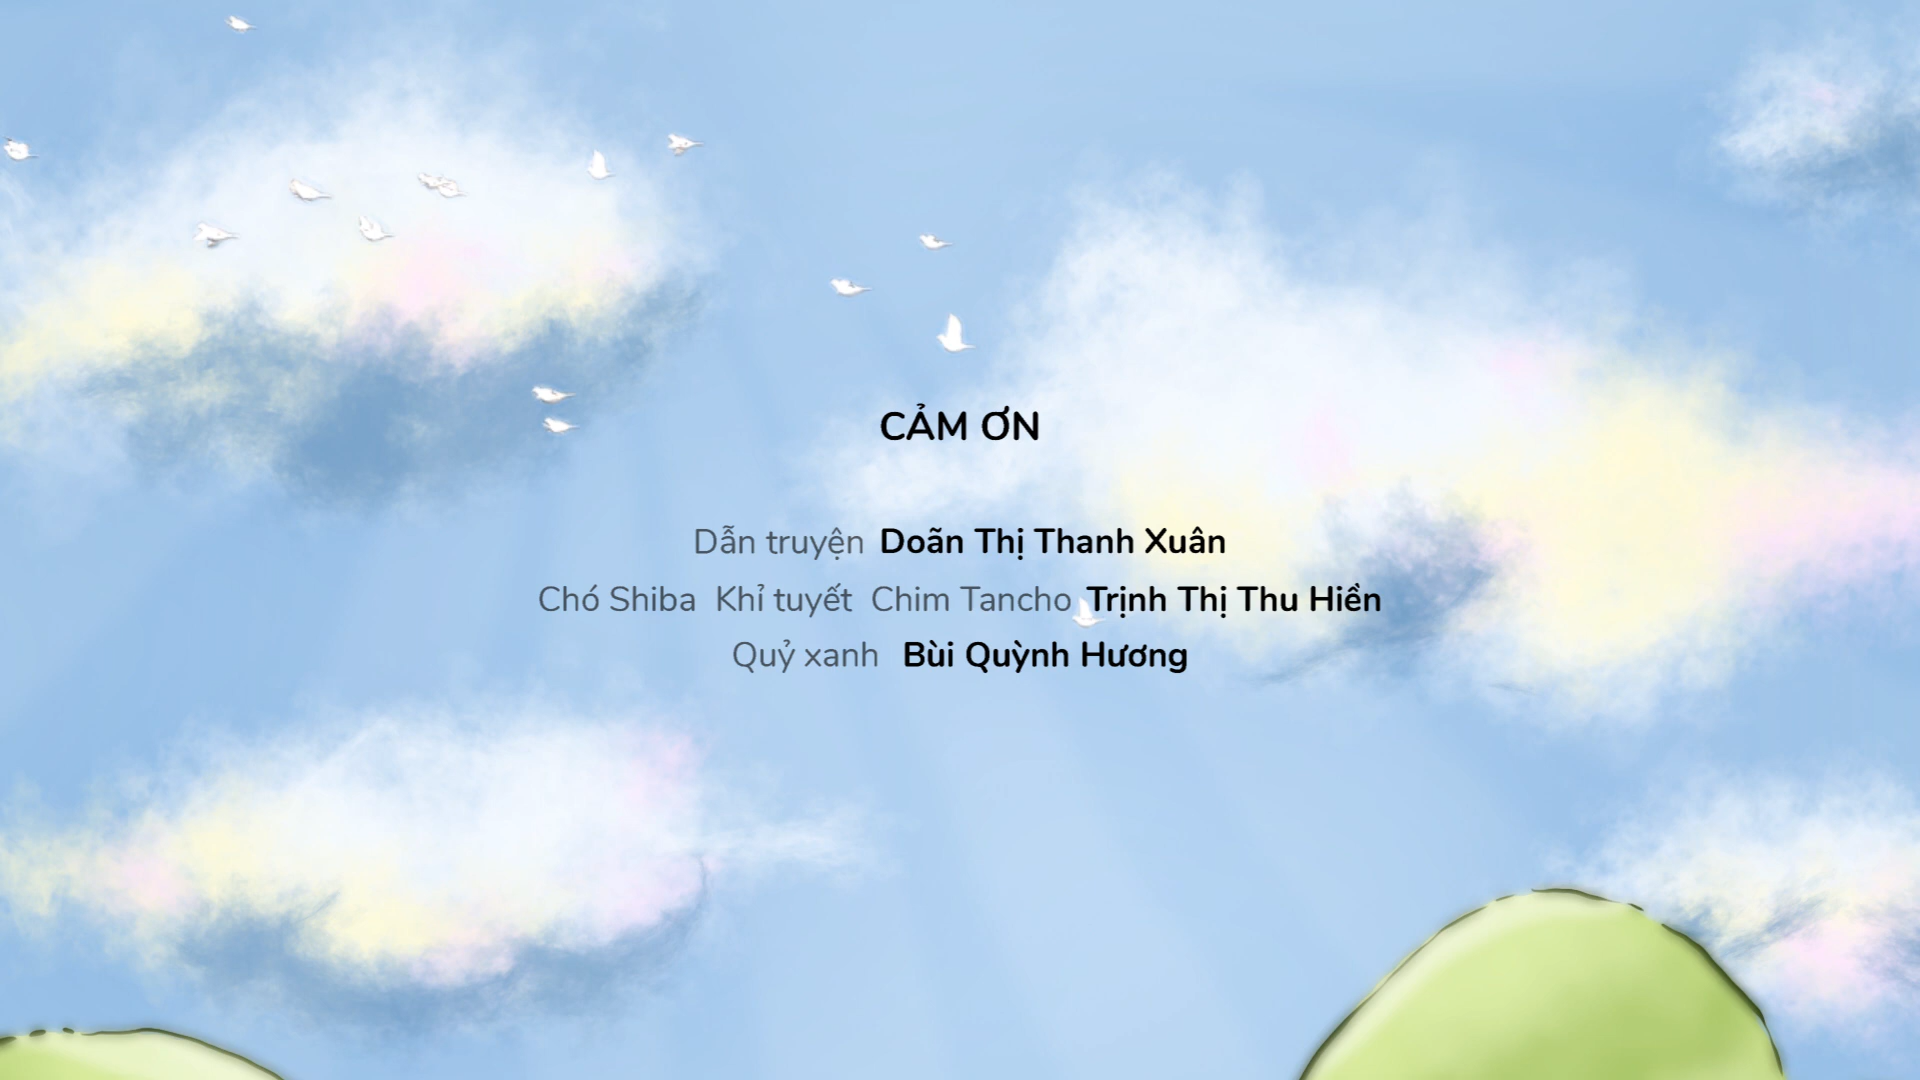 CẢM ƠN
Dẫn truyện Doãn Thị Thanh Xuân
Chó Shiba Khỉ tuyết Chim Tancho Trịnh Thị Thu Hiền
Quỷ xanh Bùi Quỳnh Hương